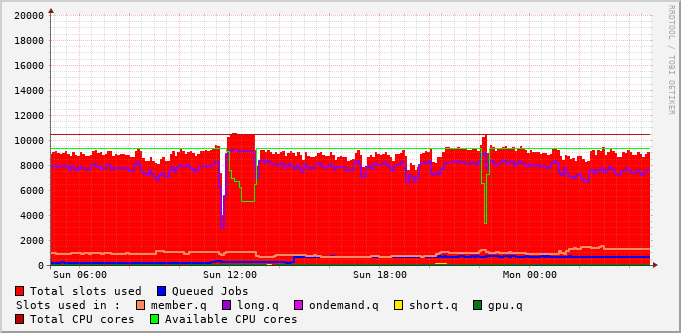 20000
18000
16000
14000
12000
10000
8000
6000
4000
2000
0
Sun 06:00 Sun 12:00 Sun 18:00 Mon 00:00
RRDTOOL / TOBI OETIKER
Total slots used Queued Jobs
Slots used in : member.q long.q ondemand.q short.q gpu.q
Total CPU cores Available CPU cores